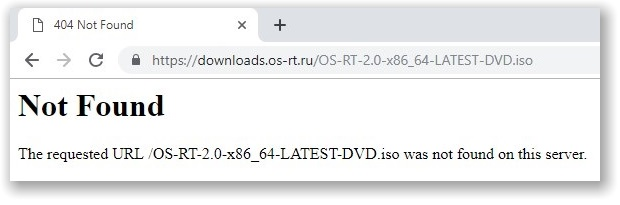 404 Not Found
https://downloads.os-rt.ru/OS-RT-2.0-x86_64-LATEST-DVD.iso
Not Found
The requested URL /OS-RT-2.0-x86_64-LATEST-DVD.iso was not found on this server.